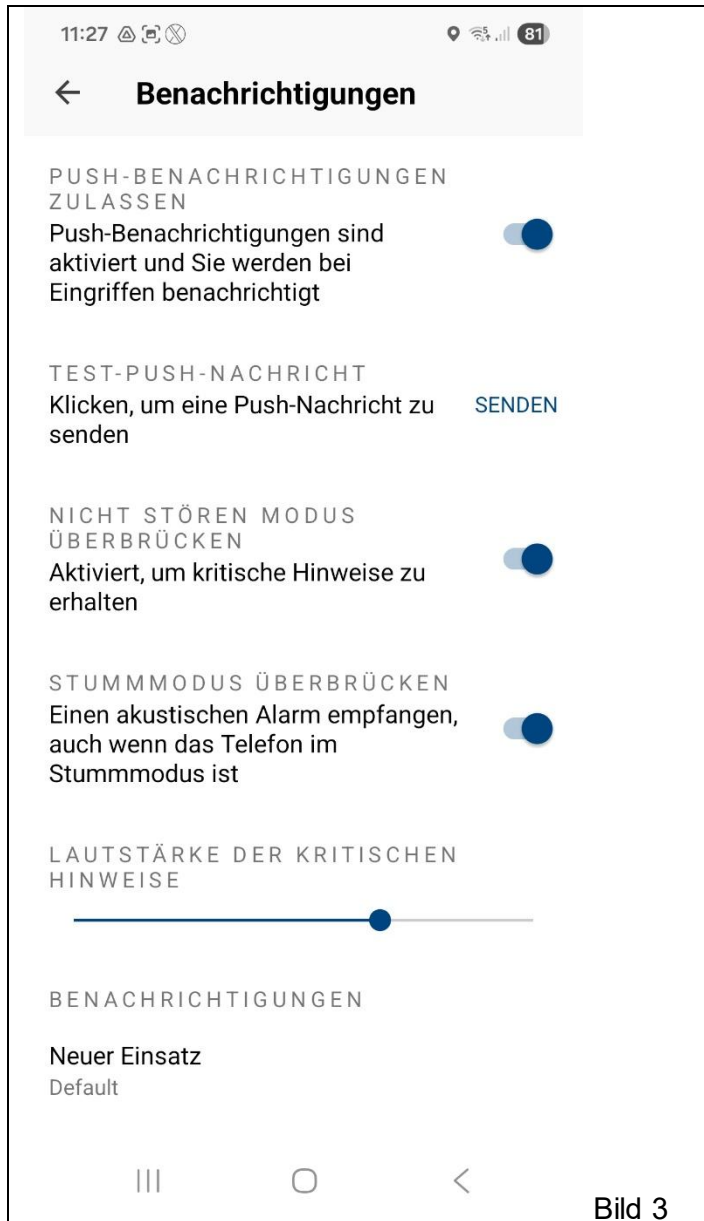 11:27
81
Benachrichtigungen
PUSH-BENACHRICHTIGUNGEN
ZULASSEN
Push-Benachrichtigungen sind
aktiviert und Sie werden bei
Eingriffen benachrichtigt
TEST-PUSH-NACHRICHT
Klicken, um eine Push-Nachricht zu
senden
SENDEN
NICHT STÖREN MODUS
ÜBERBRÜCKEN
Aktiviert, um kritische Hinweise zu
erhalten
STUMMMODUS ÜBERBRÜCKEN
Einen akustischen Alarm empfangen,
auch wenn das Telefon im
Stummmodus ist
LAUTSTÄRKE DER KRITISCHEN
HINWEISE
BENACHRICHTIGUNGEN
Neuer Einsatz
Default
Bild 3